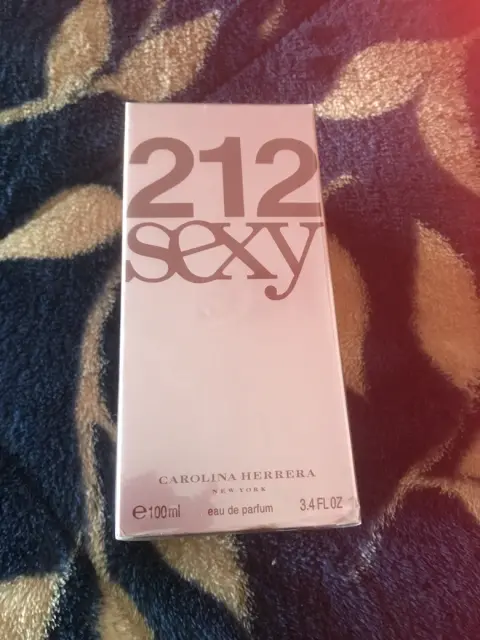 212
sexy
CAROLINA HERRERA
NEW YORK
℮100ml eau de parfum 3.4 FL OZ